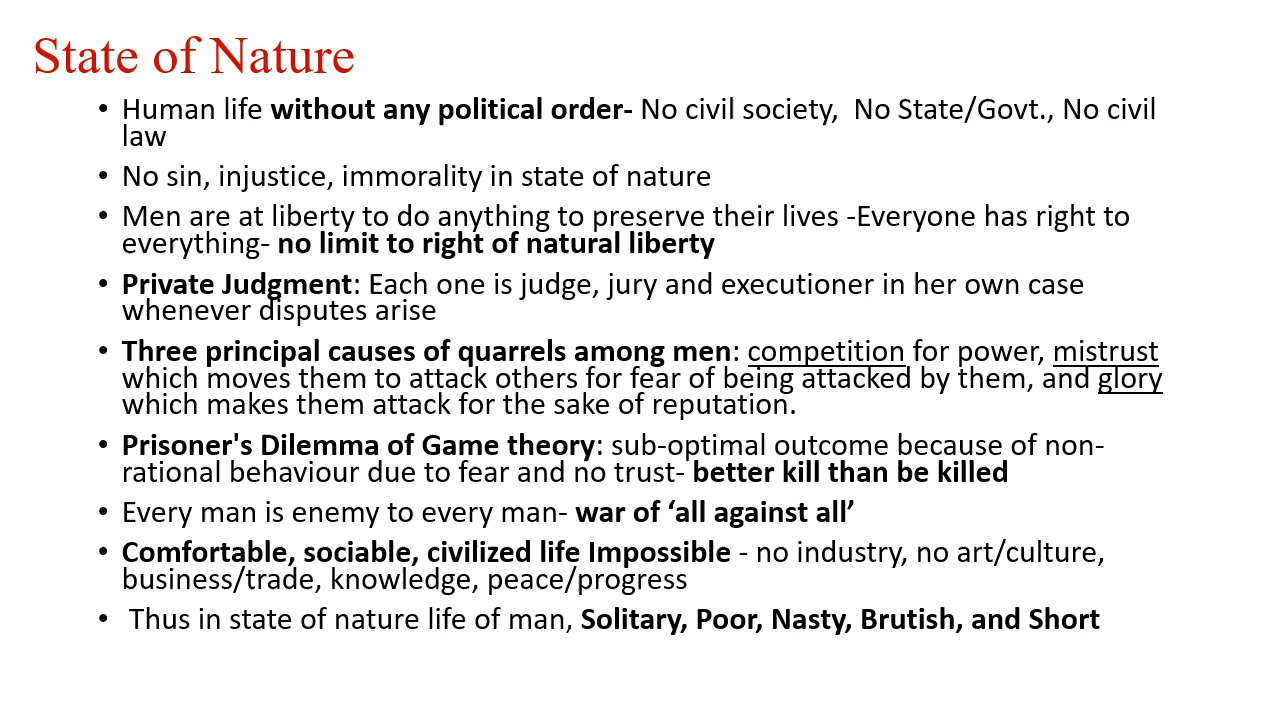 State of Nature
• Human life without any political order- No civil society,  No State/Govt., No civil
law
• No sin, injustice, immorality in state of nature
• Men are at liberty to do anything to preserve their lives -Everyone has right to
everything- no limit to right of natural liberty
• Private Judgment: Each one is judge, jury and executioner in her own case
whenever disputes arise
• Three principal causes of quarrels among men: competition for power, mistrust
which moves them to attack others for fear of being attacked by them, and glory
which makes them attack for the sake of reputation.
• Prisoner's Dilemma of Game theory: sub-optimal outcome because of non-
rational behaviour due to fear and no trust- better kill than be killed
• Every man is enemy to every man- war of ‘all against all’
• Comfortable, sociable, civilized life Impossible - no industry, no art/culture,
business/trade, knowledge, peace/progress
• Thus in state of nature life of man, Solitary, Poor, Nasty, Brutish, and Short